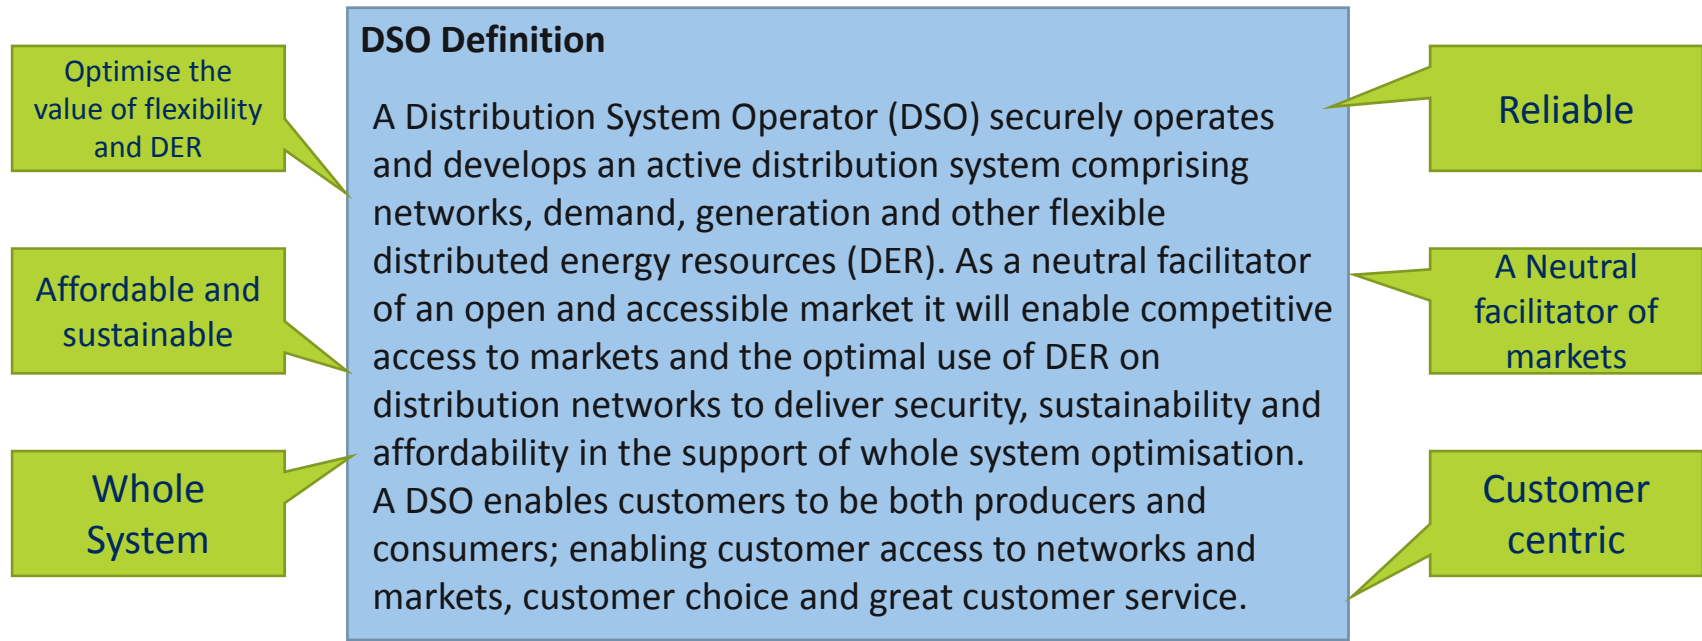 DSO Definition
A Distribution System Operator (DSO) securely operates
and develops an active distribution system comprising
networks, demand, generation and other flexible
distributed energy resources (DER). As a neutral facilitator
of an open and accessible market it will enable competitive
access to markets and the optimal use of DER on
distribution networks to deliver security, sustainability and
affordability in the support of whole system optimisation.
A DSO enables customers to be both producers and
consumers; enabling customer access to networks and
markets, customer choice and great customer service.
Optimise the
value of flexibility
and DER
Affordable and
sustainable
Whole
System
Reliable
A Neutral
facilitator of
markets
Customer
centric